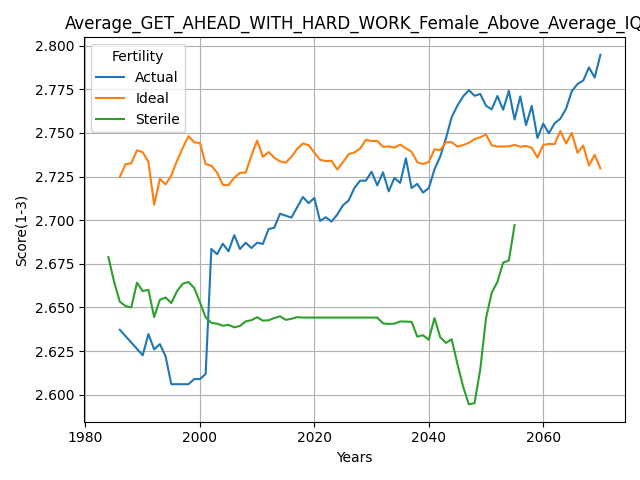 Average_GET_AHEAD_WITH_HARD_WORK_Female_Above_Average_IQ
2.800
2.775
2.750
2.725
2.700
2.675
2.650
2.625
2.600
Score(1-3)
Fertility
Actual
Ideal
Sterile
1980
2000
2020
2040
2060
Years